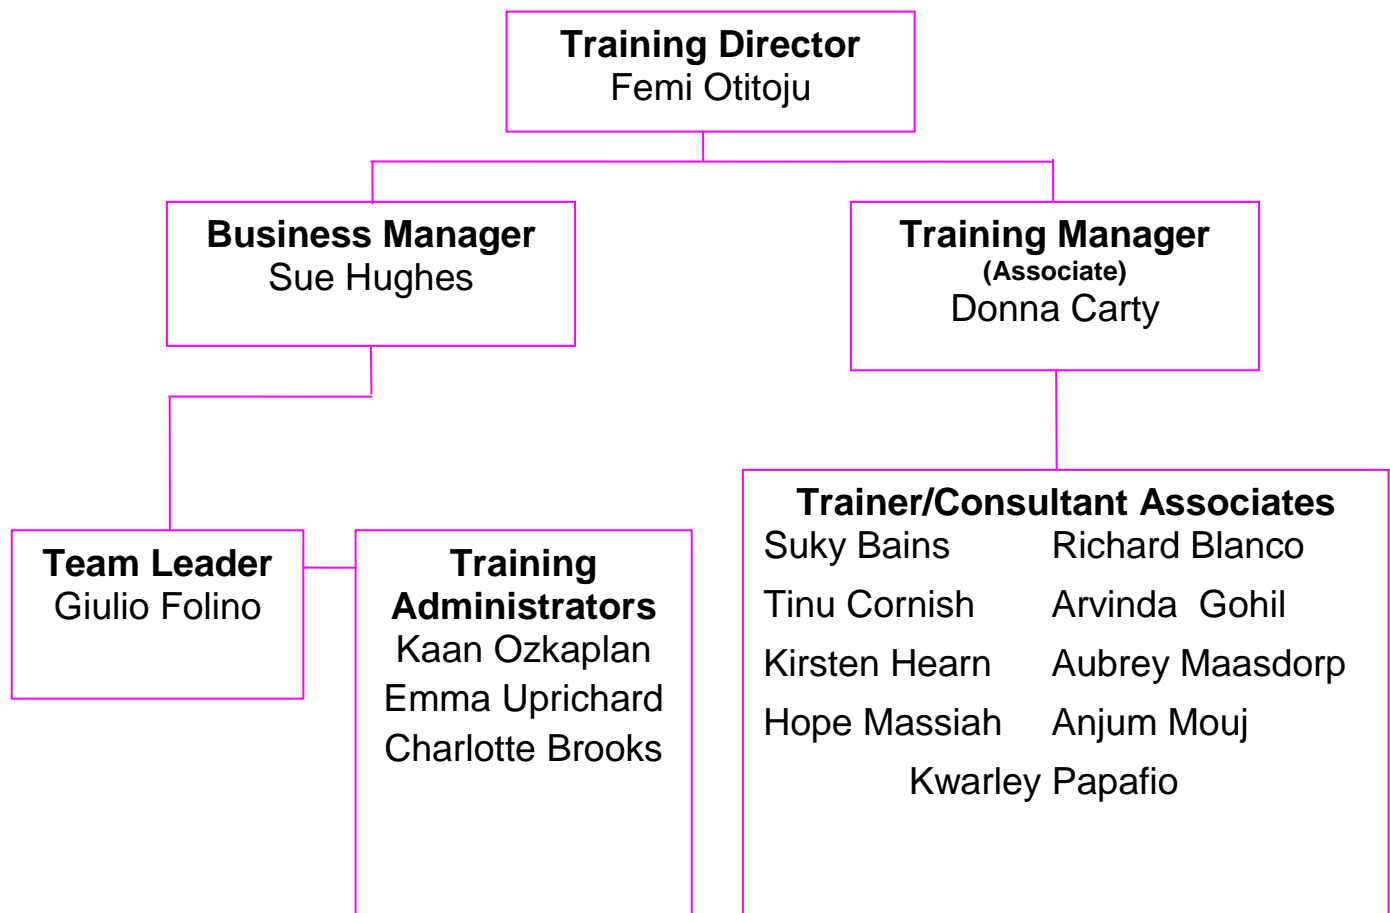 Training Director
Femi Otitoju
Business Manager
Sue Hughes
Training Manager
(Associate)
Donna Carty
Team Leader
Giulio Folino
Training
Administrators
Kaan Ozkaplan
Emma Uprichard
Charlotte Brooks
Trainer/Consultant Associates
Suky Bains Richard Blanco
Tinu Cornish Arvinda Gohil
Kirsten Hearn Aubrey Maasdorp
Hope Massiah Anjum Mouj
Kwarley Papafio